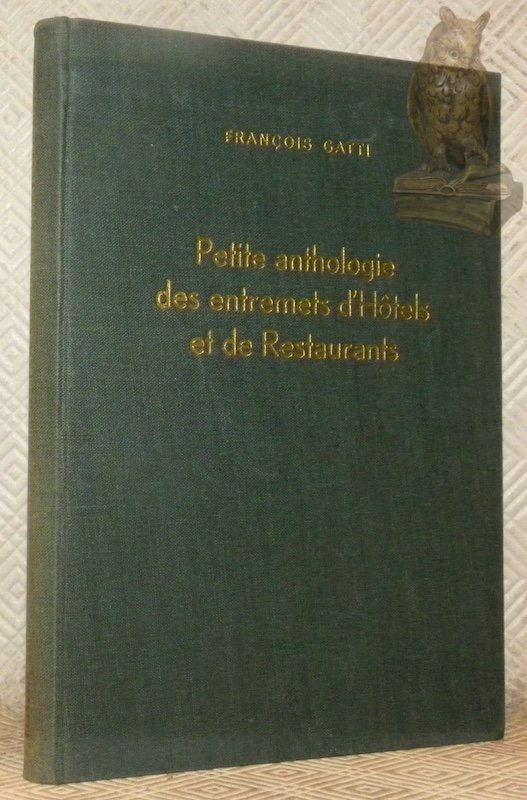 FRANÇOIS GATTI
Petite anthologie
des entremets d'Hôtels
et de Restaurants